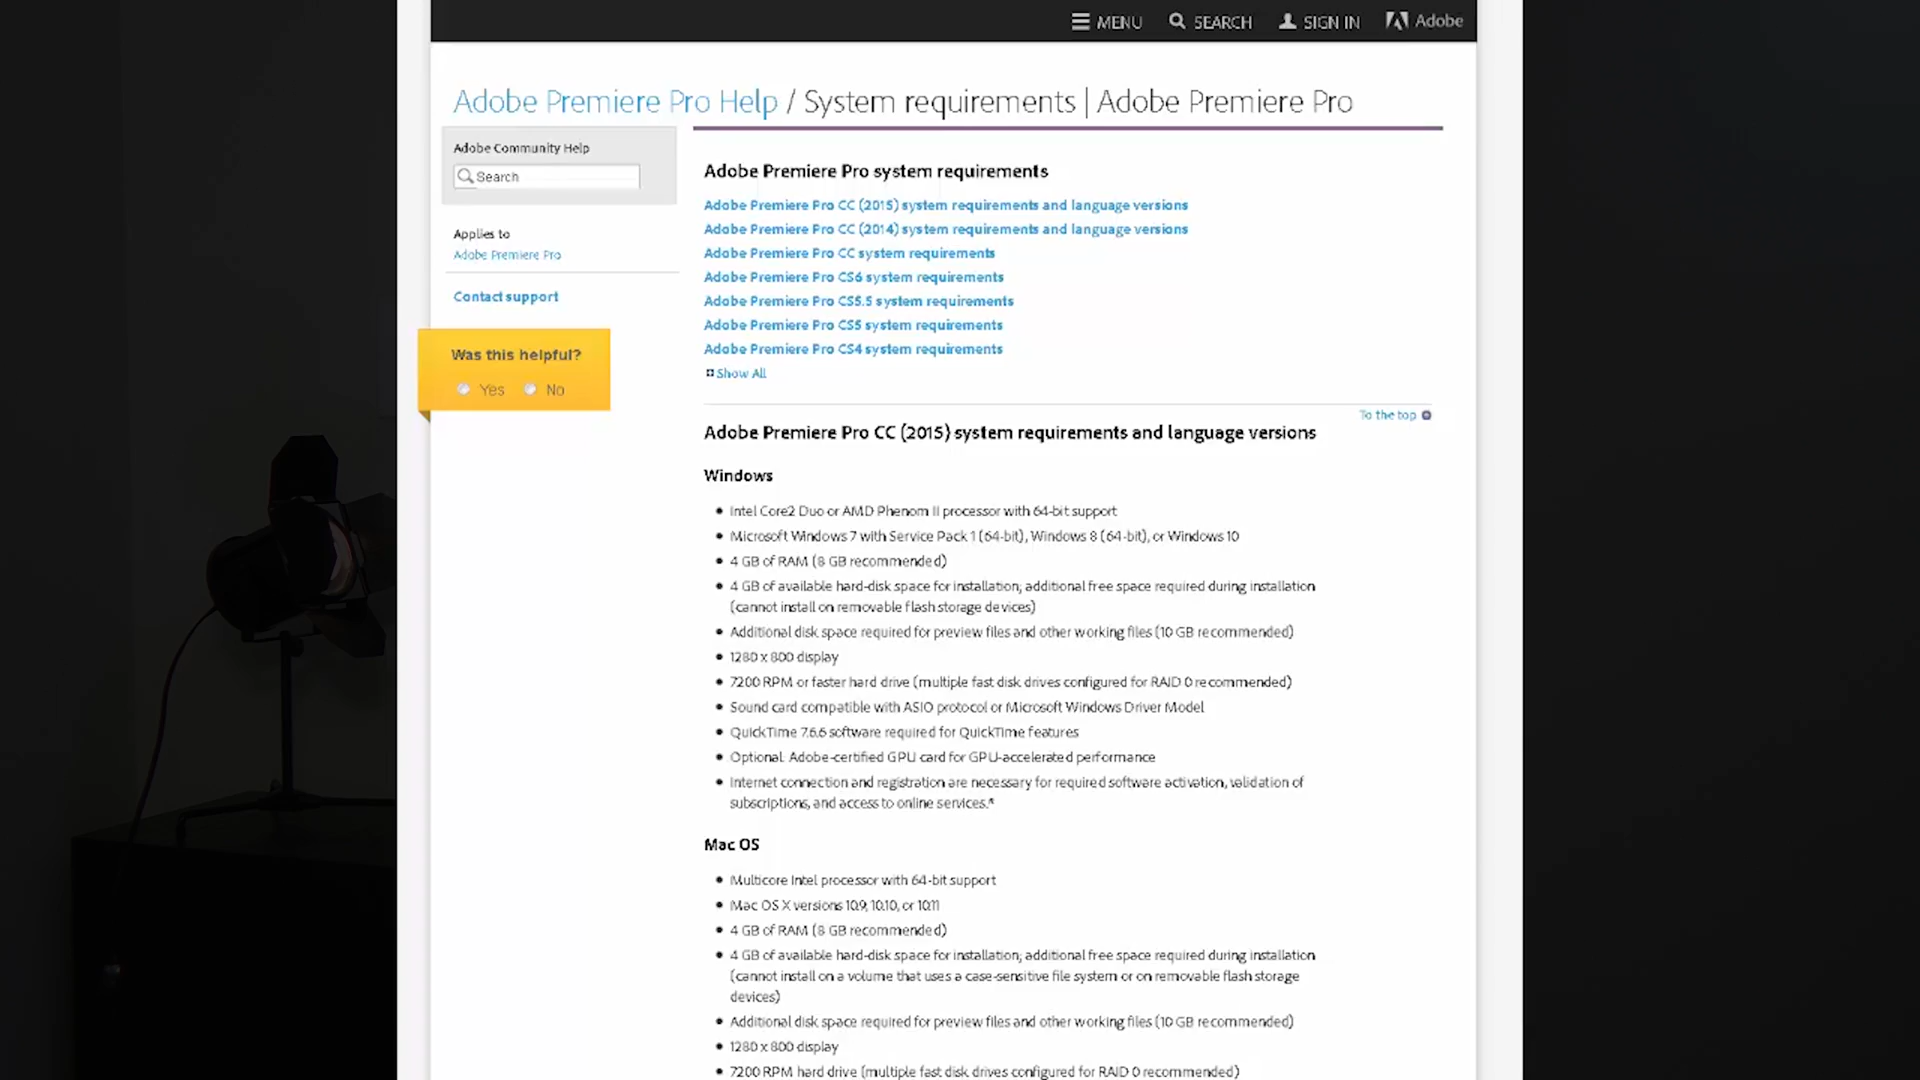 MENU SEARCH SIGN IN Adobe
Adobe Premiere Pro Help / System requirements | Adobe Premiere Pro
Adobe Community Help
Search
Applies to
Adobe Premiere Pro
Contact support
Was this helpful?
Yes No
Adobe Premiere Pro system requirements
Adobe Premiere Pro CC (2015) system requirements and language versions
Adobe Premiere Pro CC (2014) system requirements and language versions
Adobe Premiere Pro CC system requirements
Adobe Premiere Pro CS6 system requirements
Adobe Premiere Pro CS5.5 system requirements
Adobe Premiere Pro CS5 system requirements
Adobe Premiere Pro CS4 system requirements
Show All
To the top
Adobe Premiere Pro CC (2015) system requirements and language versions
Windows
• Intel Core2 Duo or AMD Phenom II processor with 64-bit support
• Microsoft Windows 7 with Service Pack 1 (64-bit), Windows 8 (64-bit), or Windows 10
• 4 GB of RAM (8 GB recommended)
• 4 GB of available hard-disk space for installation; additional free space required during installation
(cannot install on removable flash storage devices)
• Additional disk space required for preview files and other working files (10 GB recommended)
• 1280 x 800 display
• 7200 RPM or faster hard drive (multiple fast disk drives configured for RAID 0 recommended)
• Sound card compatible with ASIO protocol or Microsoft Windows Driver Model
• QuickTime 7.6.6 software required for QuickTime features
• Optional: Adobe-certified GPU card for GPU-accelerated performance
• Internet connection and registration are necessary for required software activation, validation of
subscriptions, and access to online services.*
Mac OS
• Multicore Intel processor with 64-bit support
• Mac OS X versions 10.9, 10.10, or 10.11
• 4 GB of RAM (8 GB recommended)
• 4 GB of available hard-disk space for installation; additional free space required during installation
(cannot install on a volume that uses a case-sensitive file system or on removable flash storage
devices)
• Additional disk space required for preview files and other working files (10 GB recommended)
• 1280 x 800 display
• 7200 RPM hard drive (multiple fast disk drives configured for RAID 0 recommended)